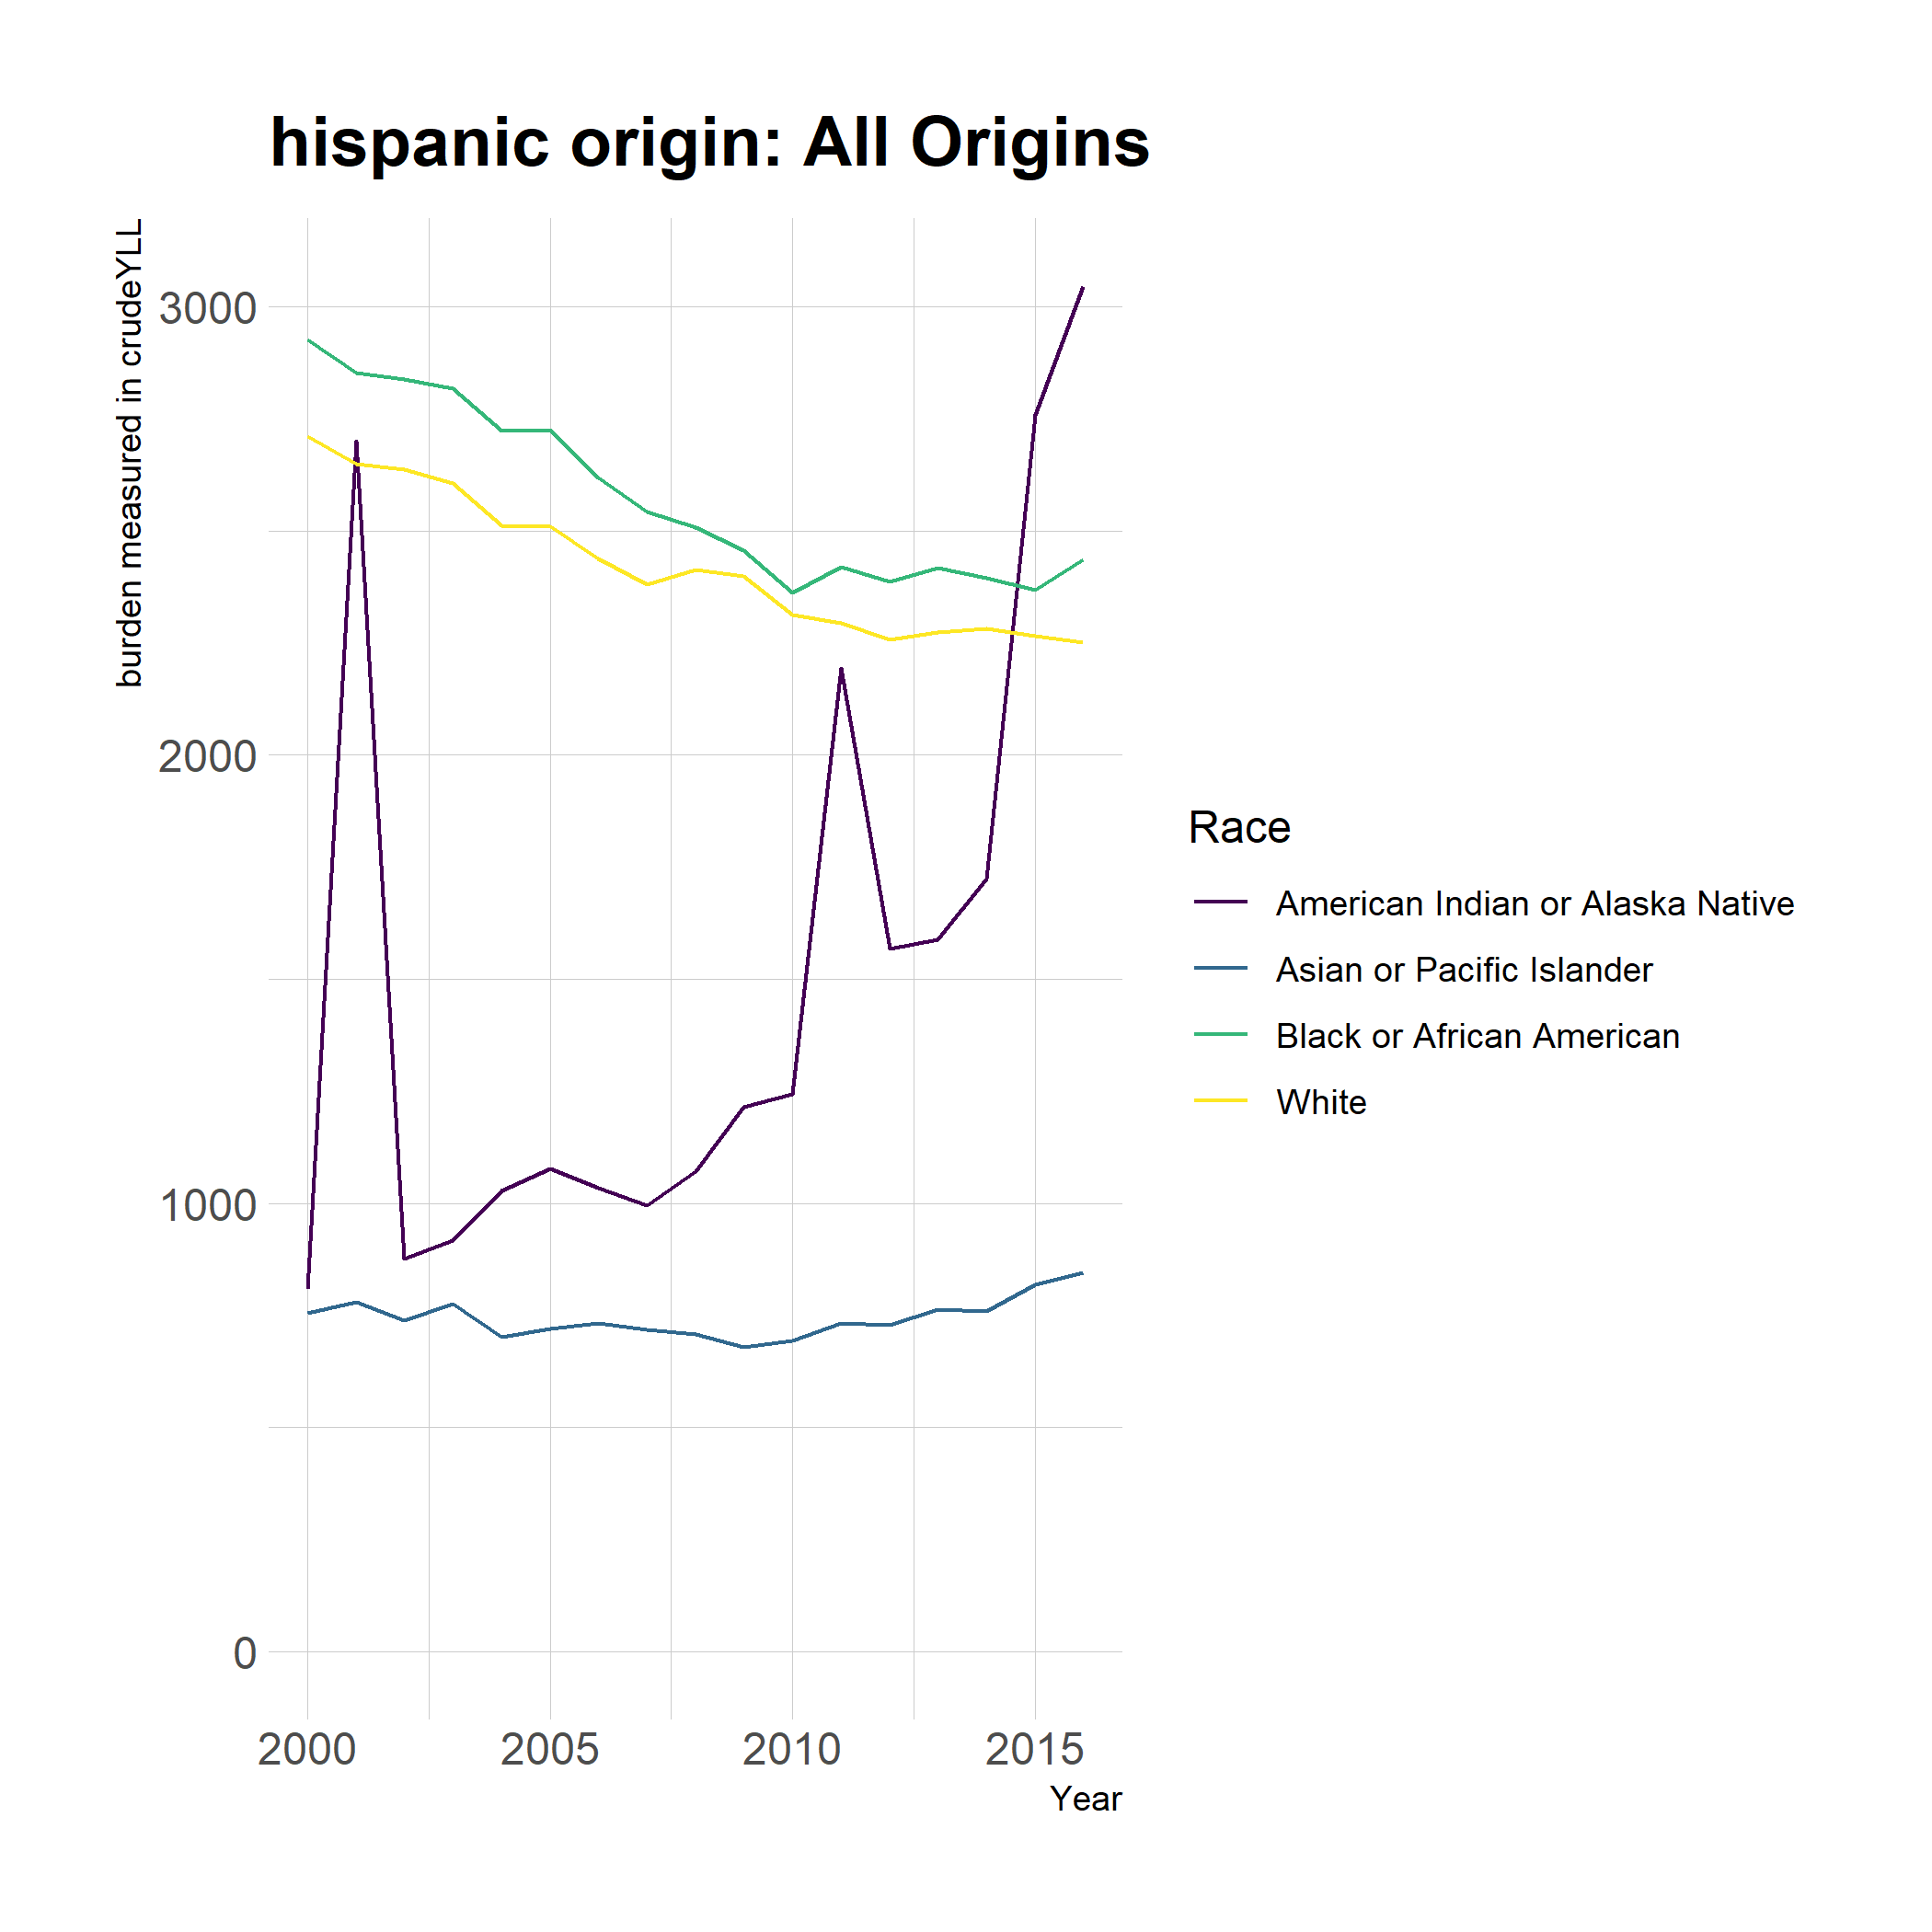 hispanic origin: All Origins
burden measured in crudeYLL
3000
2000
1000
0
2000 2005 2010 2015
Year
Race
American Indian or Alaska Native
Asian or Pacific Islander
Black or African American
White